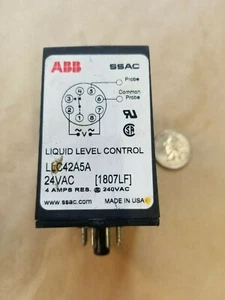 ABB SSAC
Probe
Common
Probe
V
LIQUID LEVEL CONTROL
LLC42A5A
24VAC [1807LF]
4 AMPS RES. @ 240VAC
www.ssac.com MADE IN USA